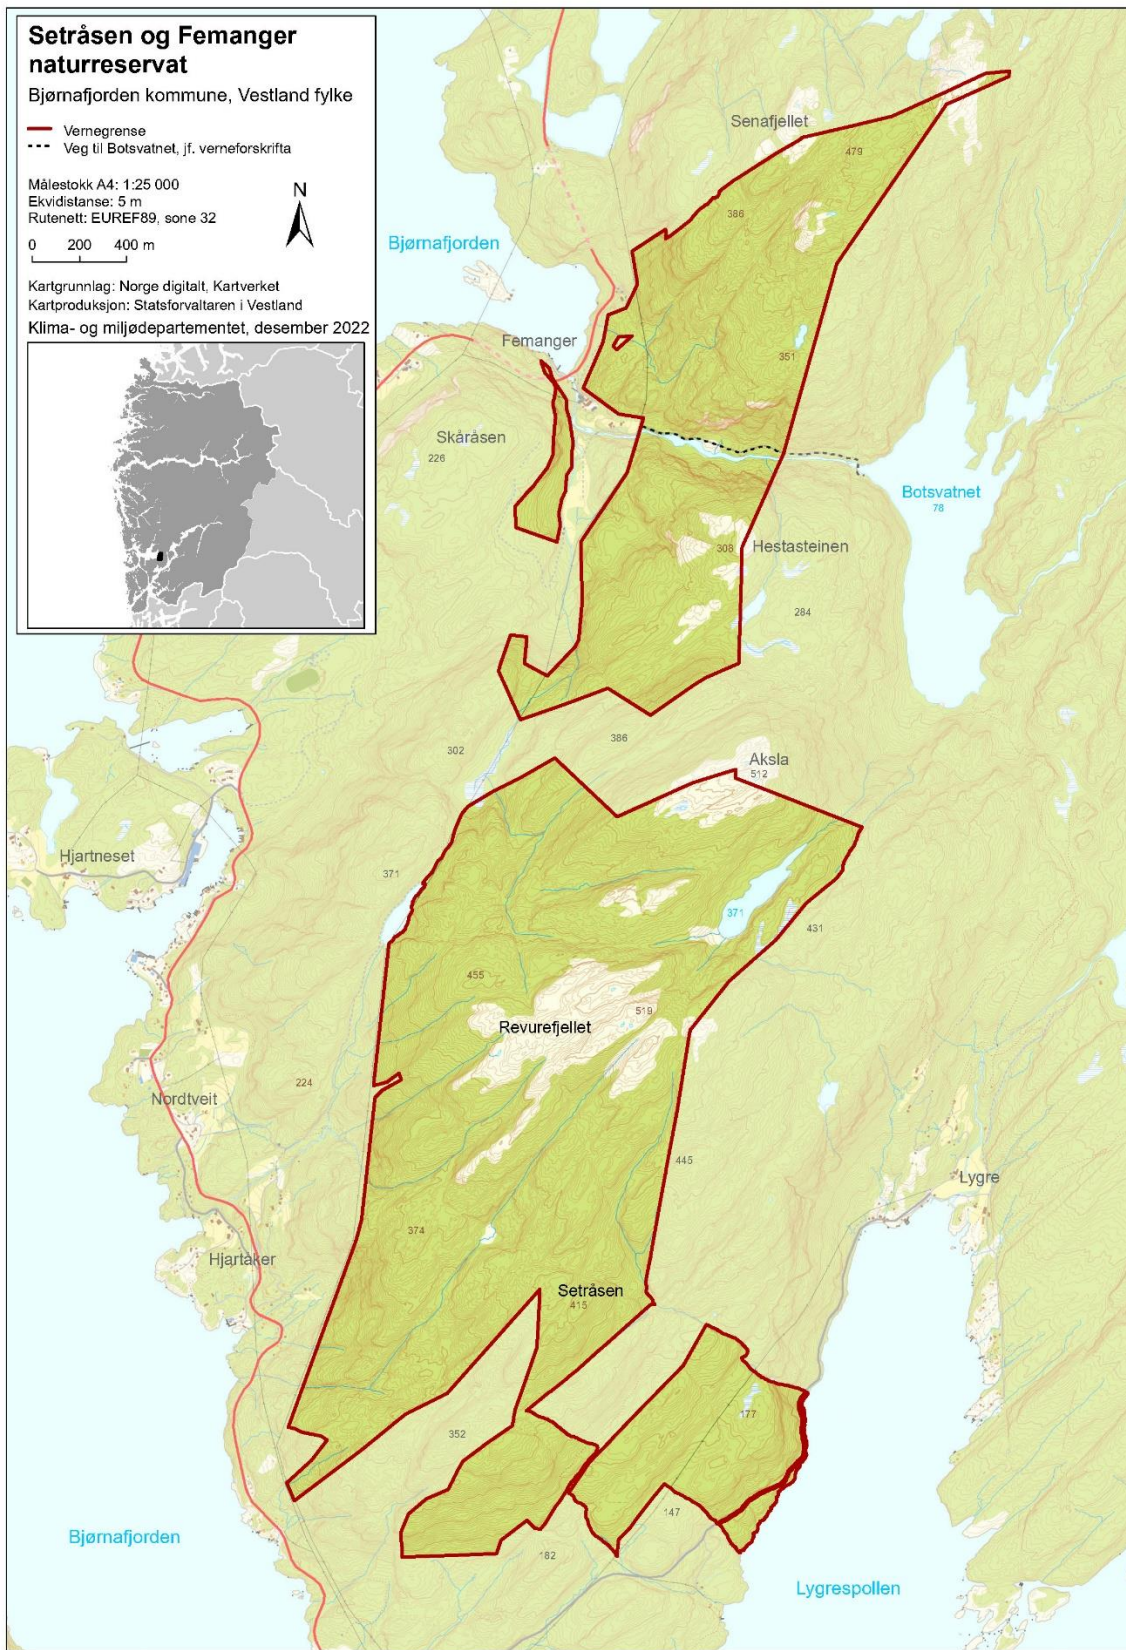 Setråsen og Femanger
naturreservat
Bjørnafjorden kommune, Vestland fylke
Vernegrense
Veg til Botsvatnet, jf. verneforskrifta
Målestokk A4: 1:25 000
Ekvidistanse: 5 m
Rutenett: EUREF89, sone 32
N
0 200 400 m
Kartgrunnlag: Norge digitalt, Kartverket
Kartproduksjon: Statsforvaltaren i Vestland
Klima- og miljødepartementet, desember 2022
Senafjellet
479
386
Bjørnafjorden
Femanger
351
Skåråsen
226
Botsvatnet
78
Hestasteinen
308
284
386
302
Aksla
512
Hjartneset
371
371
431
455
519
Revurefjellet
224
Nordtveit
445
Lygre
374
Hjartåker
Setråsen
415
177
352
147
182
Bjørnafjorden
Lygrespollen